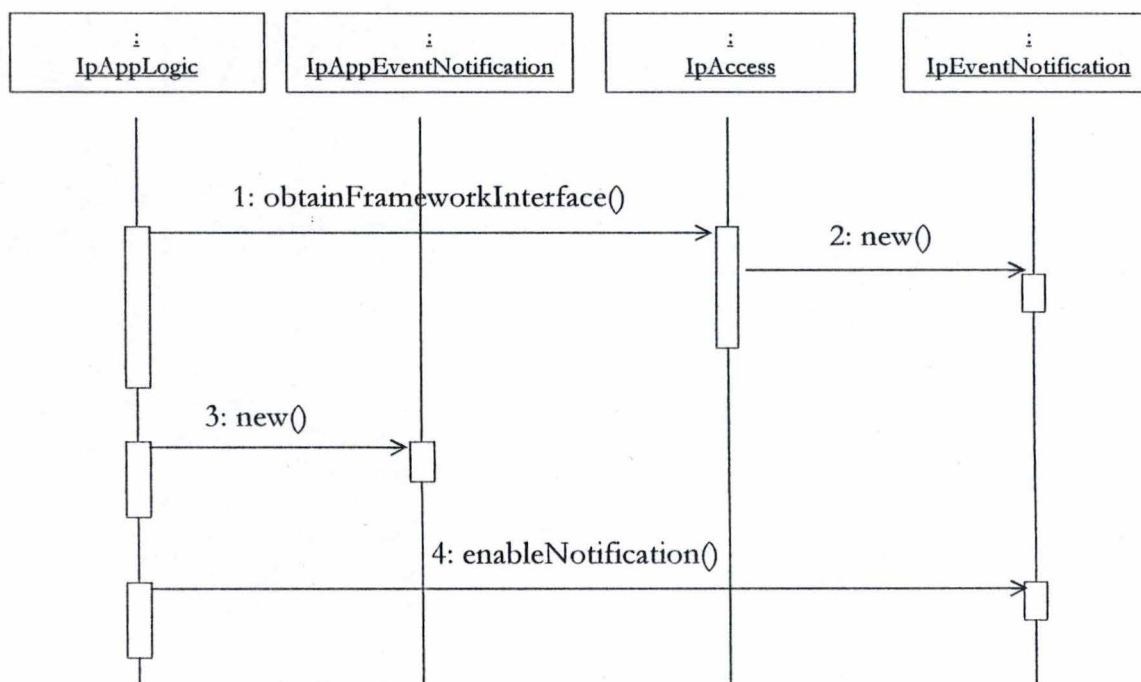 :
IpAppLogic
:
IpAppEventNotification
:
IpAccess
:
IpEventNotification
1: obtainFrameworkInterface()
2: new()
3: new()
4: enableNotification()